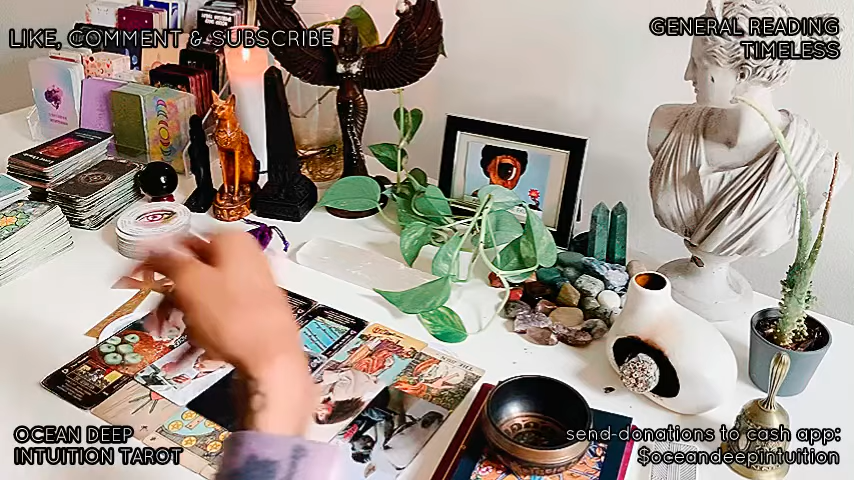 LIKE, COMMENT & SUBSCRIBE
GENERAL READING
TIMELESS
OCEAN DEEP
INTUITION TAROT
send-donations to cash app:
$oceandeepintuition